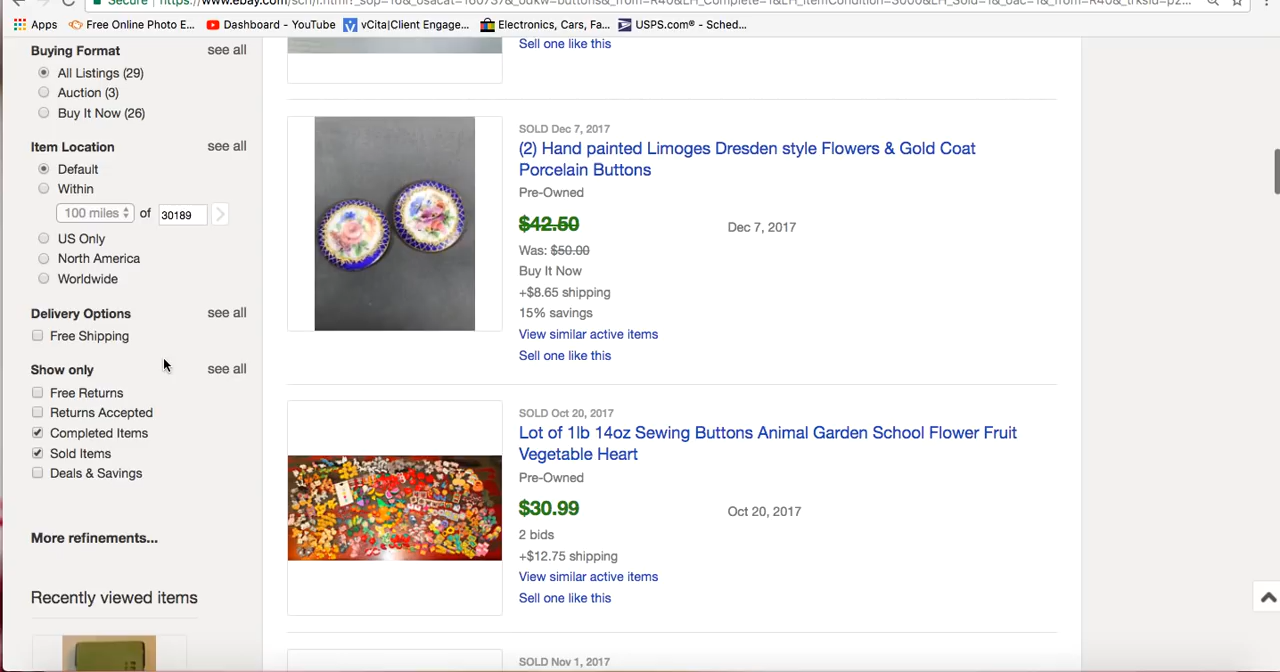 Apps Free Online Photo E... Dashboard - YouTube vCita|Client Engage... Electronics, Cars, Fa... USPS.com® - Sched...
Sell one like this
Buying Format see all
All Listings (29)
Auction (3)
Buy It Now (26)
Item Location see all
Default
Within
100 miles of 30189
US Only
North America
Worldwide
Delivery Options see all
Free Shipping
Show only see all
Free Returns
Returns Accepted
Completed Items
Sold Items
Deals & Savings
More refinements...
Recently viewed items
SOLD Dec 7, 2017
(2) Hand painted Limoges Dresden style Flowers & Gold Coat
Porcelain Buttons
Pre-Owned
$42.50 Dec 7, 2017
Was: $50.00
Buy It Now
+$8.65 shipping
15% savings
View similar active items
Sell one like this
SOLD Oct 20, 2017
Lot of 1lb 14oz Sewing Buttons Animal Garden School Flower Fruit
Vegetable Heart
Pre-Owned
$30.99 Oct 20, 2017
2 bids
+$12.75 shipping
View similar active items
Sell one like this
SOLD Nov 1, 2017